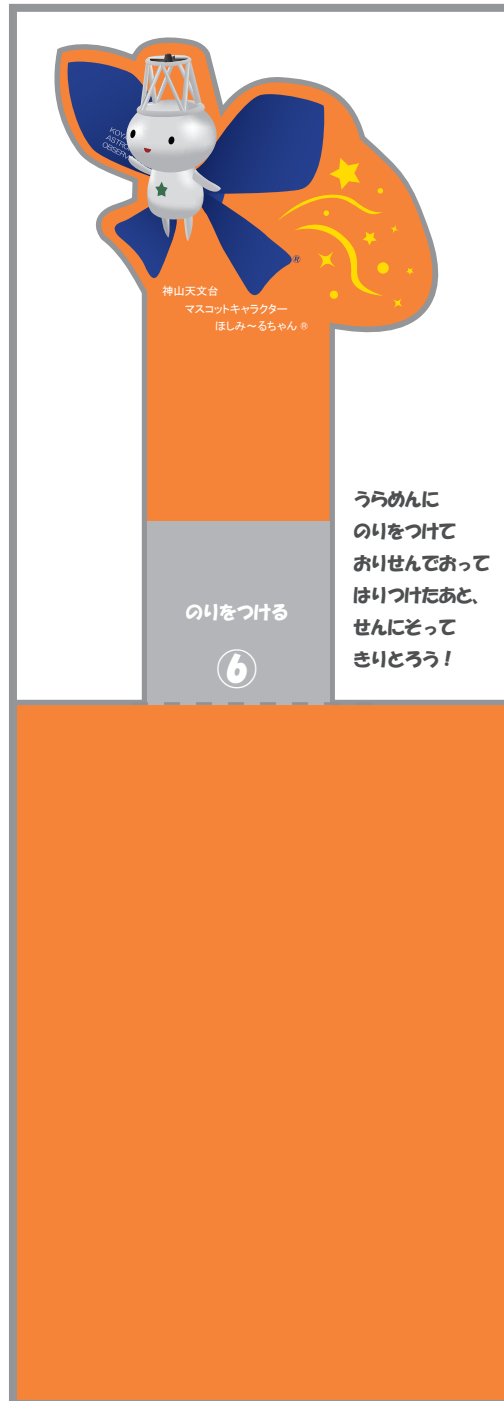 KOY
ASTRO
OBSERV
®
神山天文台
マスコットキャラクター
ほしみ〜るちゃん ®
うらめんに
のりをつけて
おりせんでおって
はりつけたあと、
せんにそって
きりとろう!
のりをつける
⑥